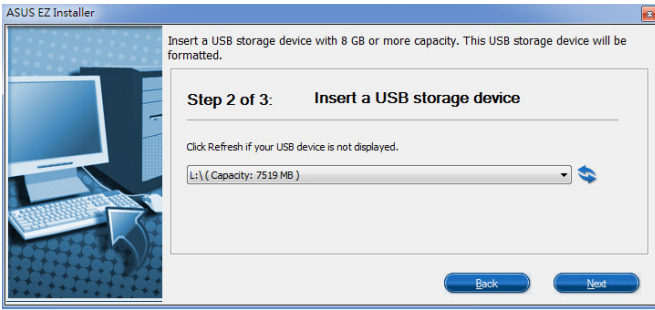 ASUS EZ Installer
Insert a USB storage device with 8 GB or more capacity. This USB storage device will be
formatted.
Step 2 of 3: Insert a USB storage device
Click Refresh if your USB device is not displayed.
L:\ ( Capacity: 7519 MB )
Back Next